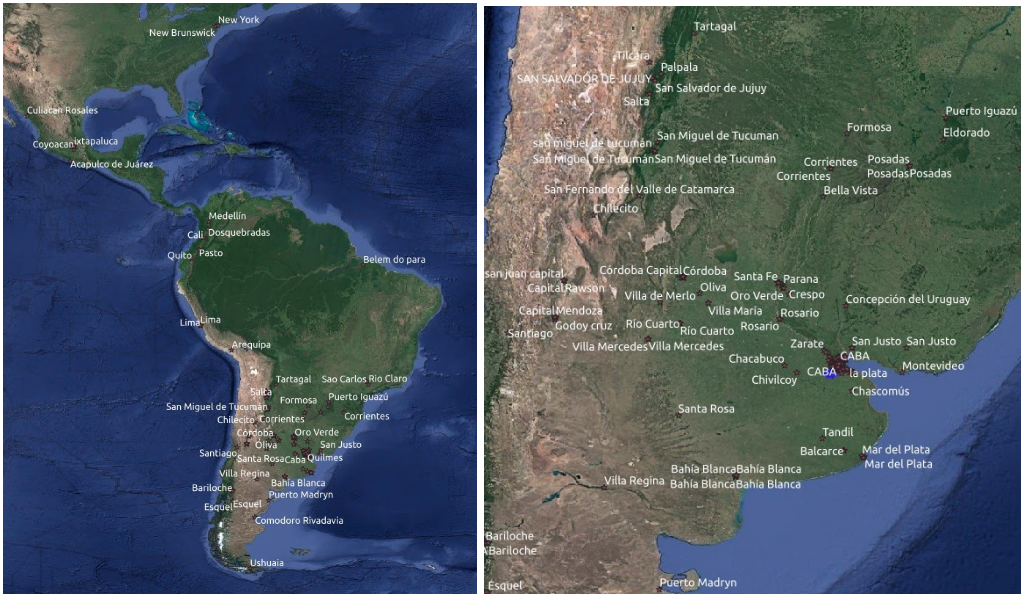 New York
New Brunswick
Culiacan Rosales
Coyoacan
Ixtapaluca
Acapulco de Juárez
Medellín
Cali
Dosquebradas
Quito
Pasto
Belem do para
Lima
Lima
Arequipa
Tartagal
Sao Carlos
Rio Claro
Salta
Formosa
Puerto Iguazú
San Miguel de Tucumán
Chilecito
Corrientes
Corrientes
Córdoba
Oro Verde
Oliva
San Justo
Santiago
Santa Rosa
Caba
Quilmes
Villa Regina
Bahía Blanca
Bariloche
Puerto Madryn
Esquel
Esquel
Comodoro Rivadavia
Ushuaia
Tartagal
Tilcara
Palpala
SAN SALVADOR DE JUJUY
San Salvador de Jujuy
Salta
Puerto Iguazú
Formosa
Eldorado
San Miguel de Tucuman
san miguel de tucumán
San Miguel de Tucumán
San Miguel de Tucumán
Corrientes
Posadas
Corrientes
Posadas
Posadas
San Fernando del Valle de Catamarca
Bella Vista
Chilecito
san juan capital
Córdoba Capital
Córdoba
Santa Fe
Parana
Capital
Rawson
Oliva
Villa de Merlo
Oro Verde
Crespo
Concepción del Uruguay
Capital
Mendoza
Villa María
Rosario
Godoy cruz
Río Cuarto
Río Cuarto
Rosario
Santiago
Villa Mercedes
Villa Mercedes
Zarate
San Justo
San Justo
Chacabuco
CABA
CABA
la plata
Montevideo
Chivilcoy
Chascomús
Santa Rosa
Tandil
Balcarce
Mar del Plata
Mar del Plata
Bahía Blanca
Bahía Blanca
Villa Regina
Bahía Blanca
Bahía Blanca
Bariloche
Bariloche
Esquel
Puerto Madryn